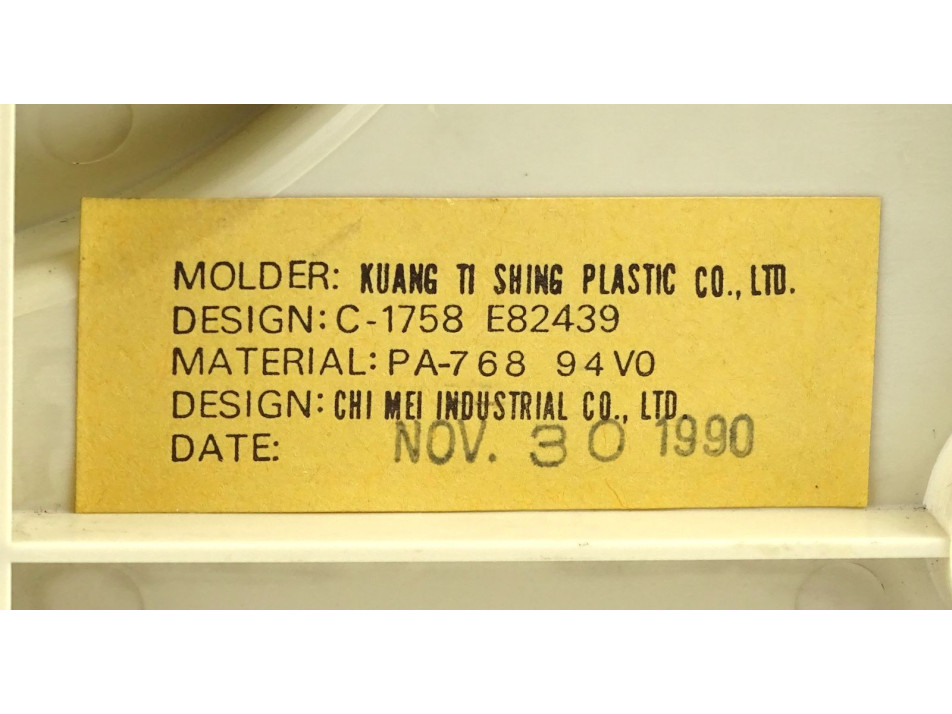 MOLDER: KUANG TI SHING PLASTIC CO., LTD.
DESIGN: C-1758 E82439
MATERIAL: PA-768 94V0
DESIGN: CHI MEI INDUSTRIAL CO., LTD.
DATE: NOV. 30 1990